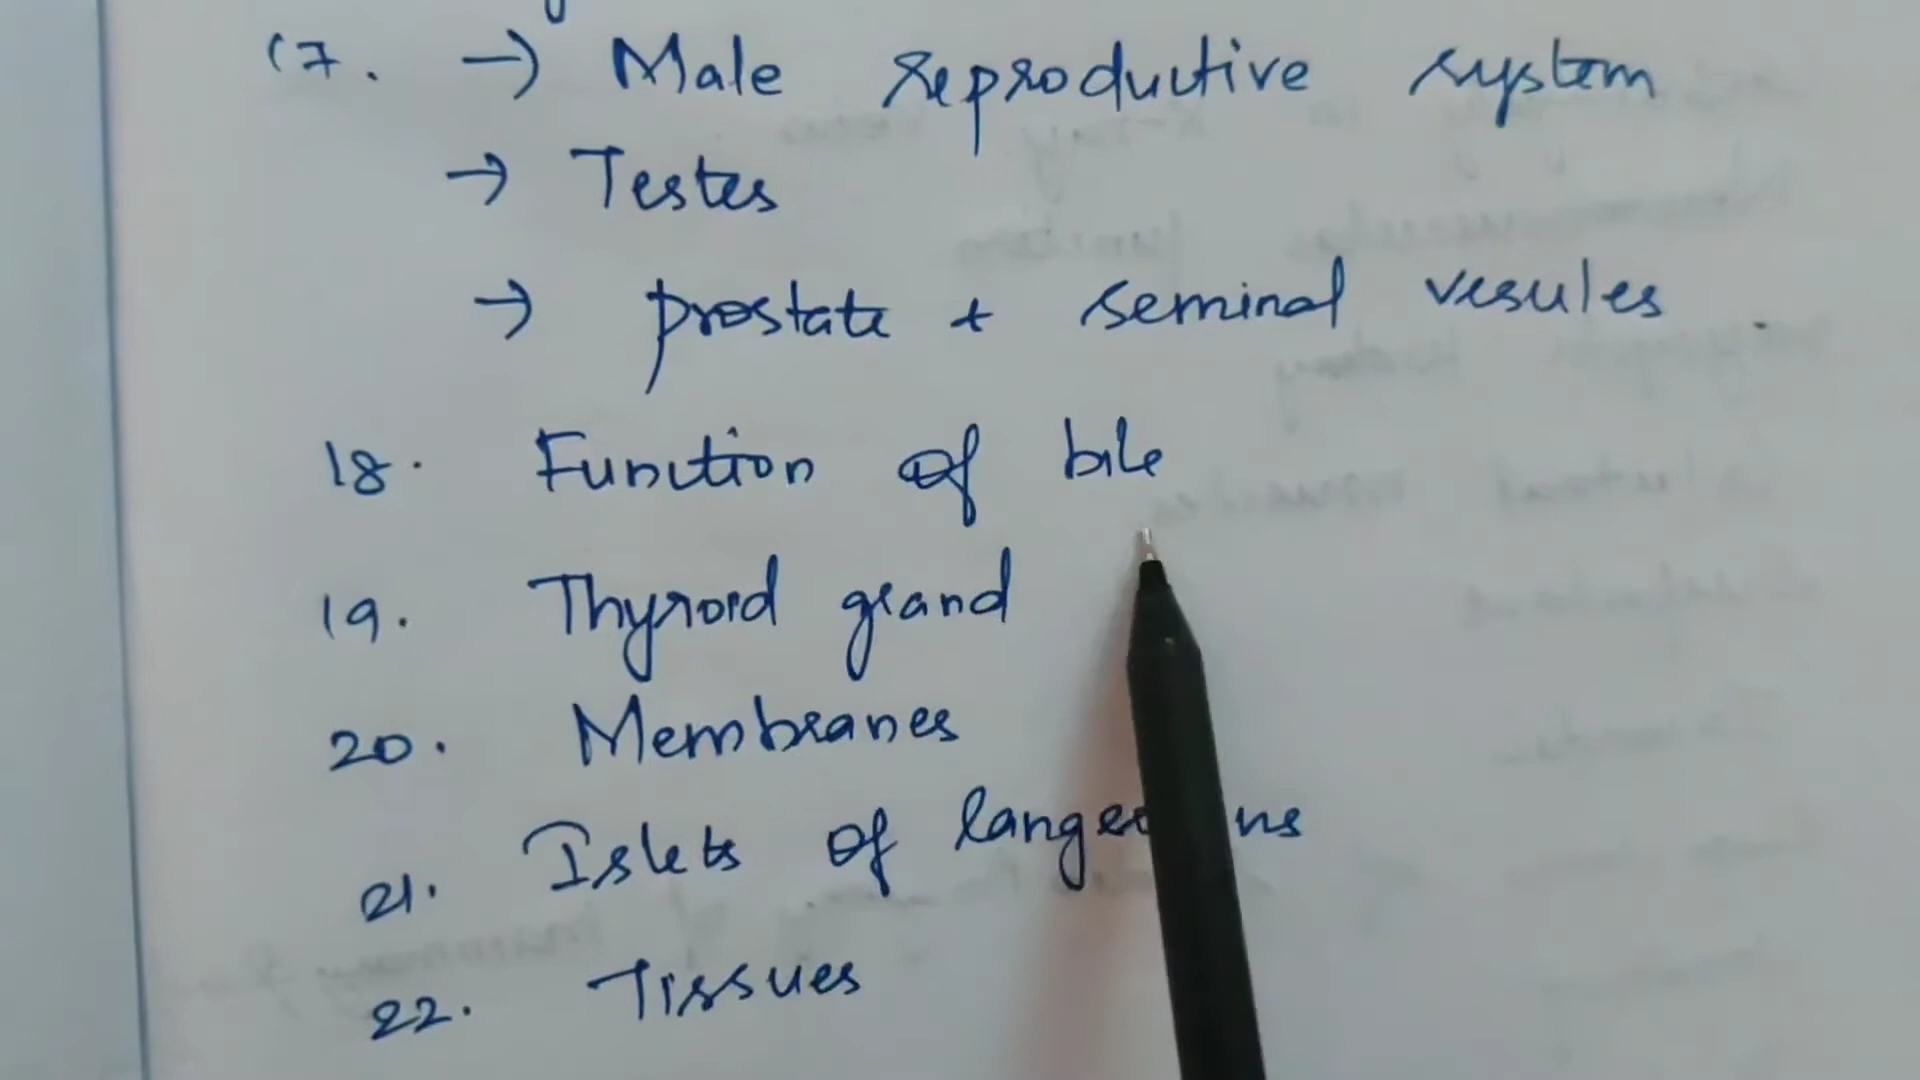 17. → Male reproductive system
→ Testes
→ prostate + seminal vesules
18. Function of bile
19. Thyroid gland
20. Membranes
21. Islets of
22. Tissues